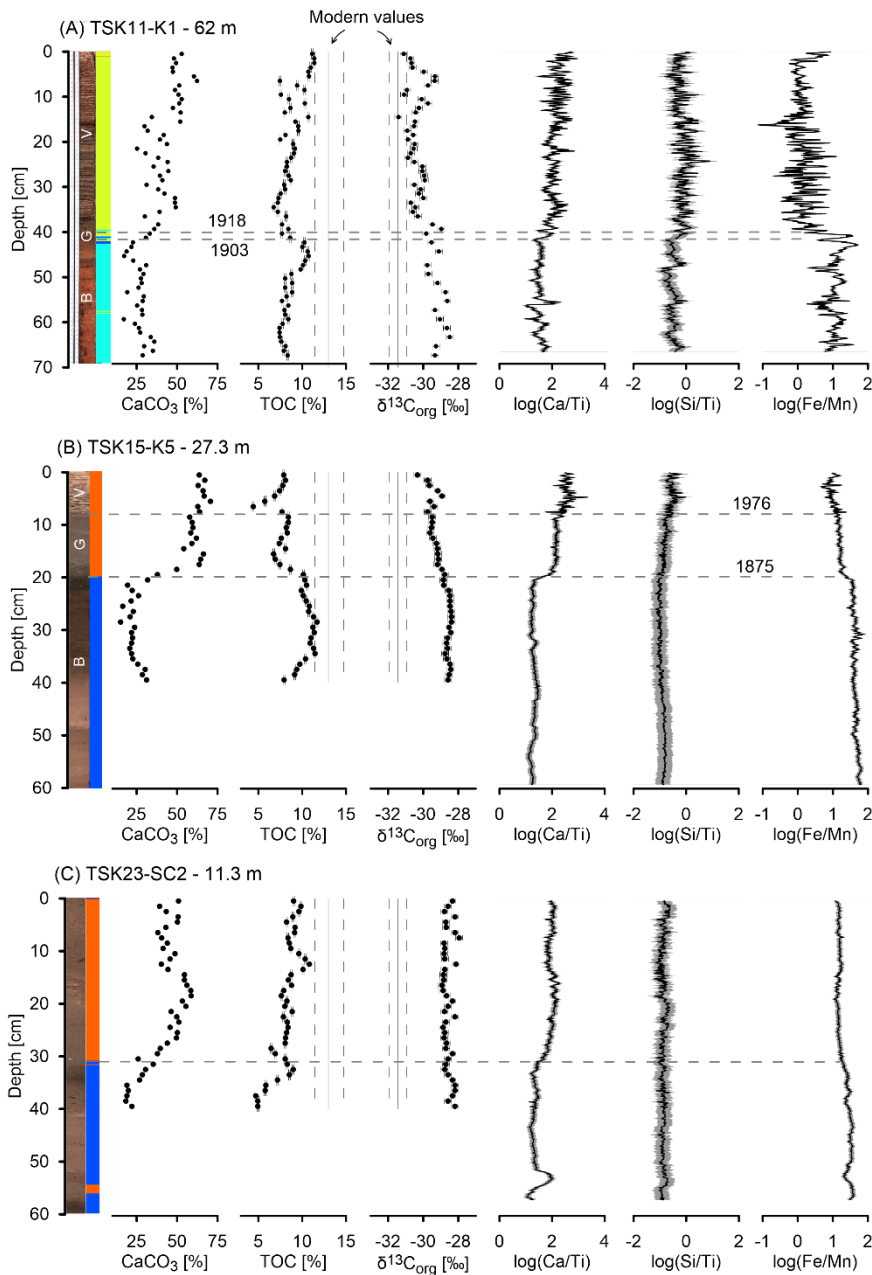 Modern values
(A) TSK11-K1 - 62 m
0
10
20
30
40
50
60
70
Depth [cm]
V
G
B
1918
1903
25 50 75
5 10 15
-32 -30 -28
0 2 4
-2 0 2
-1 0 1 2
CaCO3 [%]
TOC [%]
δ13Corg [‰]
log(Ca/Ti)
log(Si/Ti)
log(Fe/Mn)
(B) TSK15-K5 - 27.3 m
0
10
20
30
40
50
60
Depth [cm]
V
G
B
1976
1875
25 50 75
5 10 15
-32 -30 -28
0 2 4
-2 0 2
-1 0 1 2
CaCO3 [%]
TOC [%]
δ13Corg [‰]
log(Ca/Ti)
log(Si/Ti)
log(Fe/Mn)
(C) TSK23-SC2 - 11.3 m
0
10
20
30
40
50
60
Depth [cm]
25 50 75
5 10 15
-32 -30 -28
0 2 4
-2 0 2
-1 0 1 2
CaCO3 [%]
TOC [%]
δ13Corg [‰]
log(Ca/Ti)
log(Si/Ti)
log(Fe/Mn)